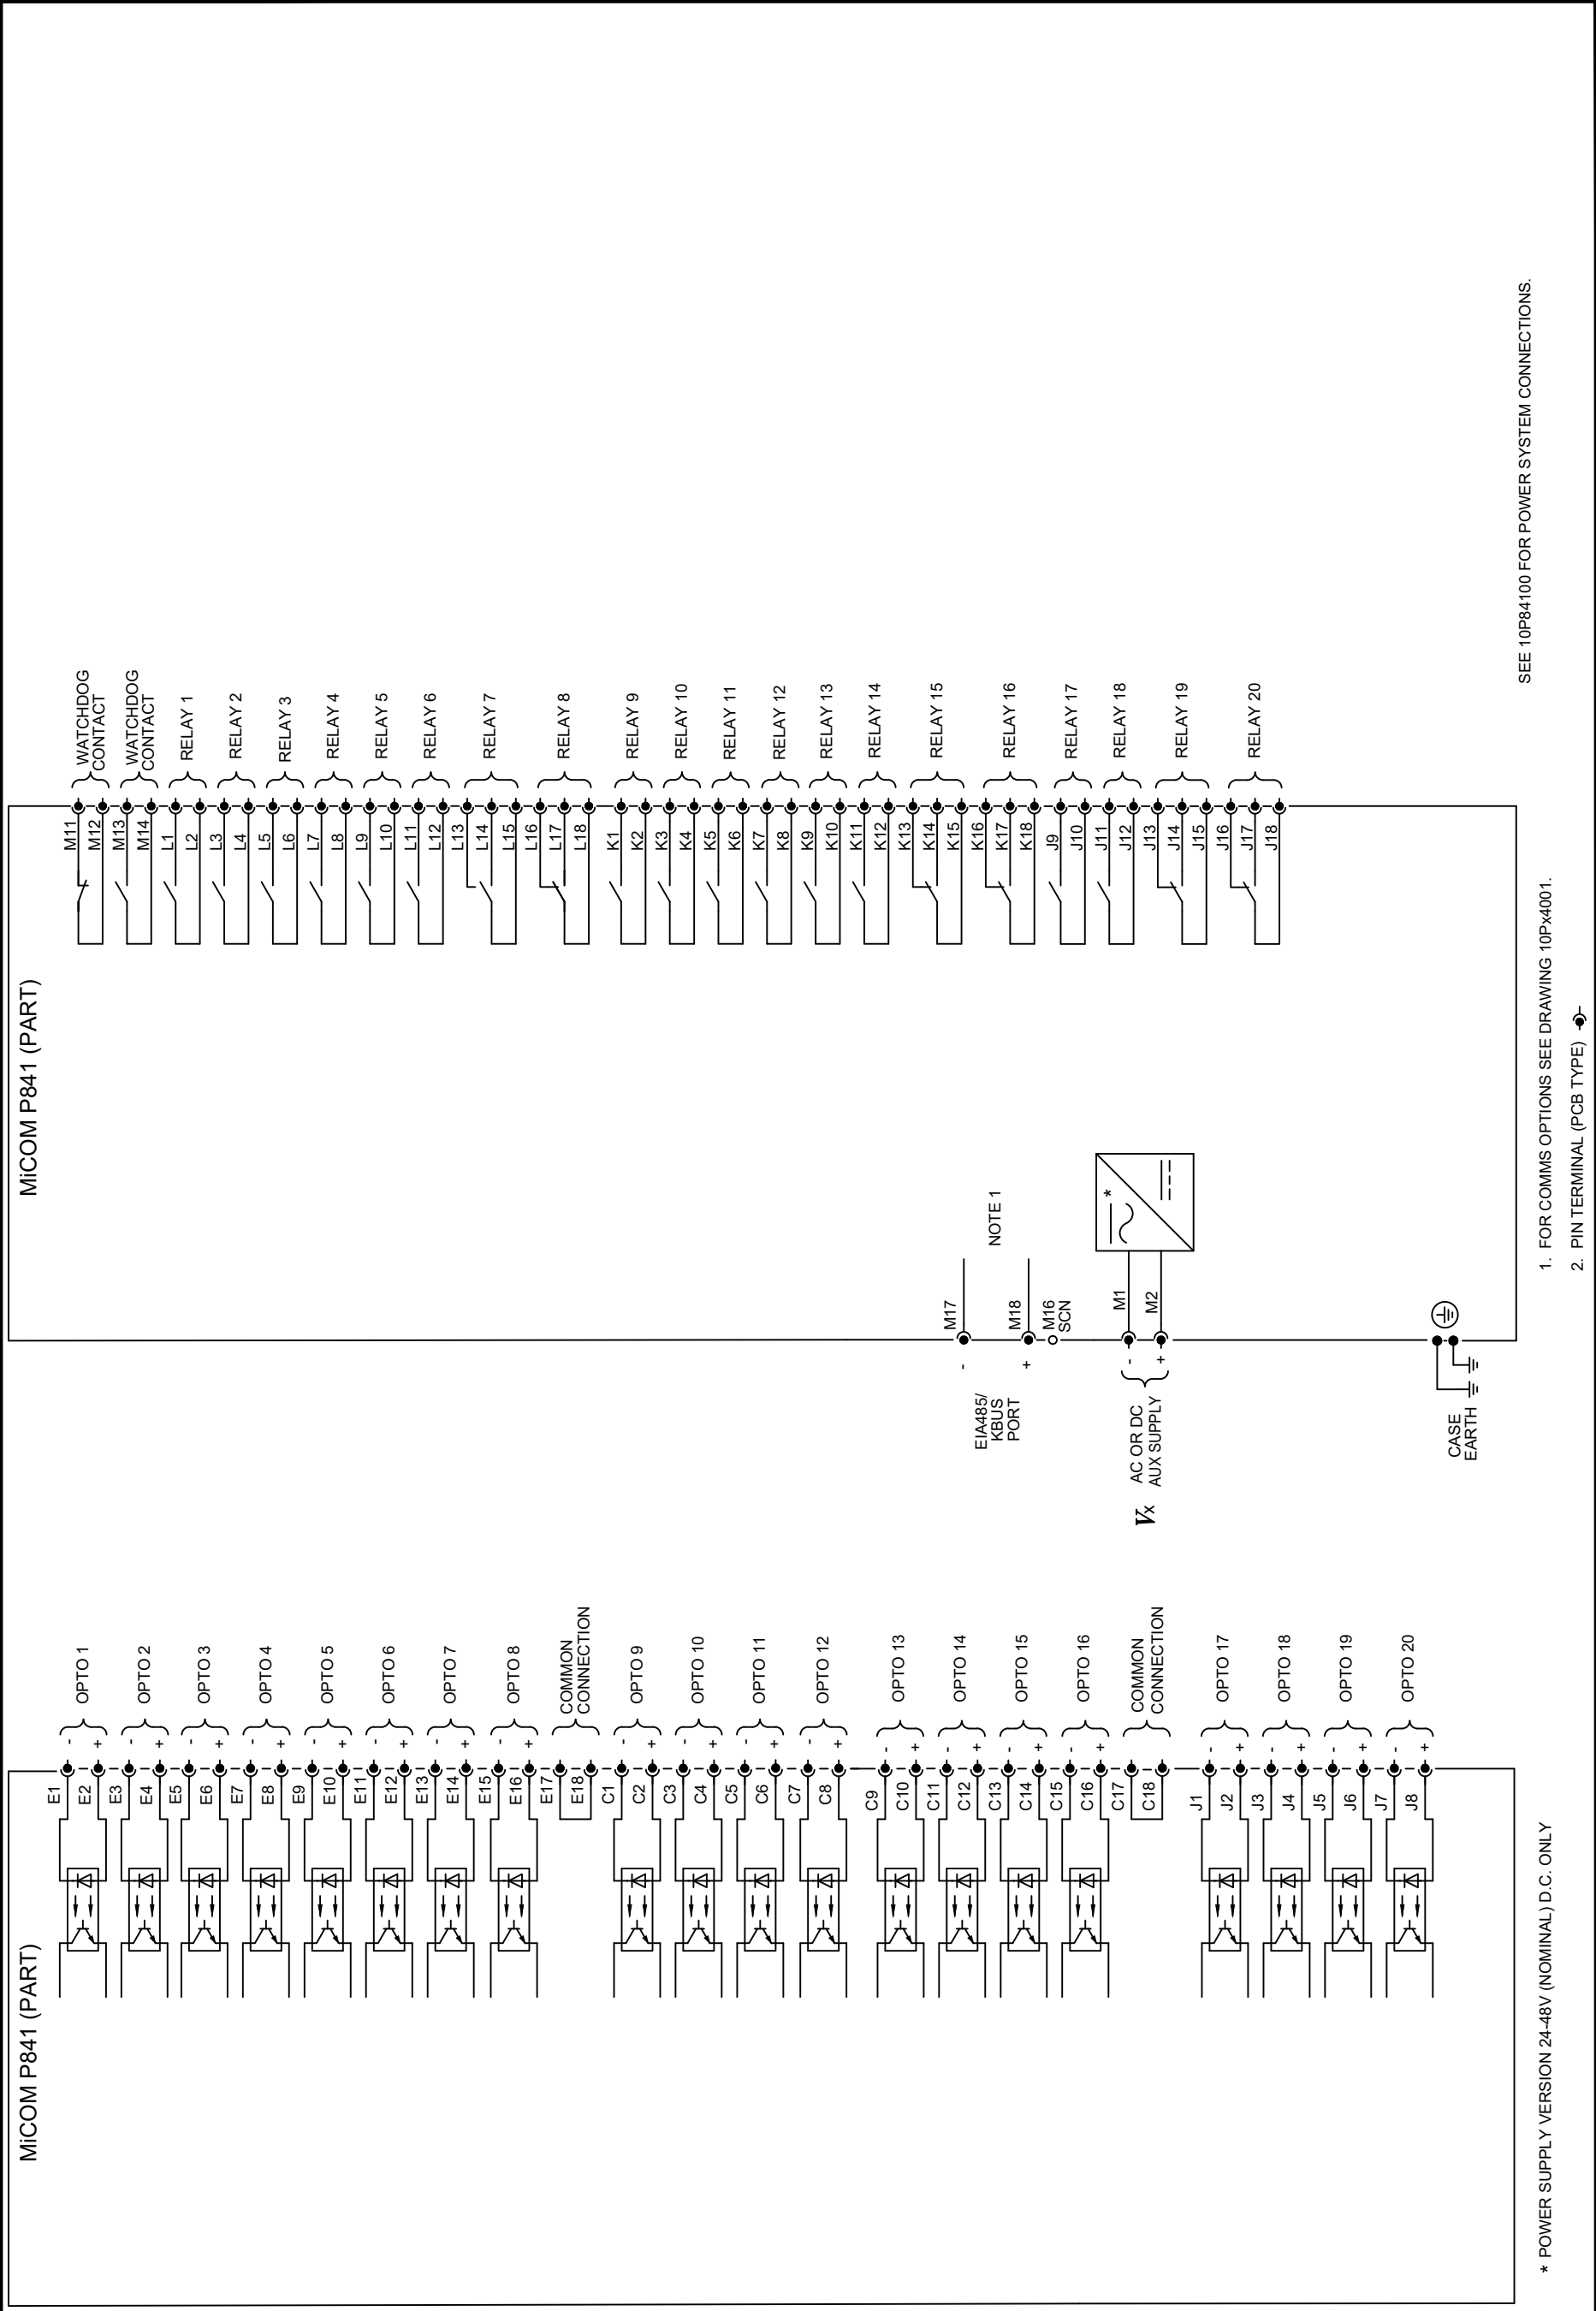 MiCOM P841 (PART)
E1
E2
E3
E4
E5
E6
E7
E8
E9
E10
E11
E12
E13
E14
E15
E16
E17
E18
C1
C2
C3
C4
C5
C6
C7
C8
C9
C10
C11
C12
C13
C14
C15
C16
C17
C18
J1
J2
J3
J4
J5
J6
J7
J8
- + OPTO 1
- + OPTO 2
- + OPTO 3
- + OPTO 4
- + OPTO 5
- + OPTO 6
- + OPTO 7
- + OPTO 8
COMMON
CONNECTION
- + OPTO 9
- + OPTO 10
- + OPTO 11
- + OPTO 12
- + OPTO 13
- + OPTO 14
- + OPTO 15
- + OPTO 16
COMMON
CONNECTION
- + OPTO 17
- + OPTO 18
- + OPTO 19
- + OPTO 20
* POWER SUPPLY VERSION 24-48V (NOMINAL) D.C. ONLY
MiCOM P841 (PART)
EIA485/
KBUS
PORT
-
+
M17
M18
M16
SCN
NOTE 1
Vx
AC OR DC
AUX SUPPLY
-
+
M1
M2
*
CASE
EARTH
M11
M12
M13
M14
L1
L2
L3
L4
L5
L6
L7
L8
L9
L10
L11
L12
L13
L14
L15
L16
L17
L18
K1
K2
K3
K4
K5
K6
K7
K8
K9
K10
K11
K12
K13
K14
K15
K16
K17
K18
J9
J10
J11
J12
J13
J14
J15
J16
J17
J18
WATCHDOG
CONTACT
WATCHDOG
CONTACT
RELAY 1
RELAY 2
RELAY 3
RELAY 4
RELAY 5
RELAY 6
RELAY 7
RELAY 8
RELAY 9
RELAY 10
RELAY 11
RELAY 12
RELAY 13
RELAY 14
RELAY 15
RELAY 16
RELAY 17
RELAY 18
RELAY 19
RELAY 20
SEE 10P84100 FOR POWER SYSTEM CONNECTIONS.
1. FOR COMMS OPTIONS SEE DRAWING 10Px4001.
2. PIN TERMINAL (PCB TYPE)